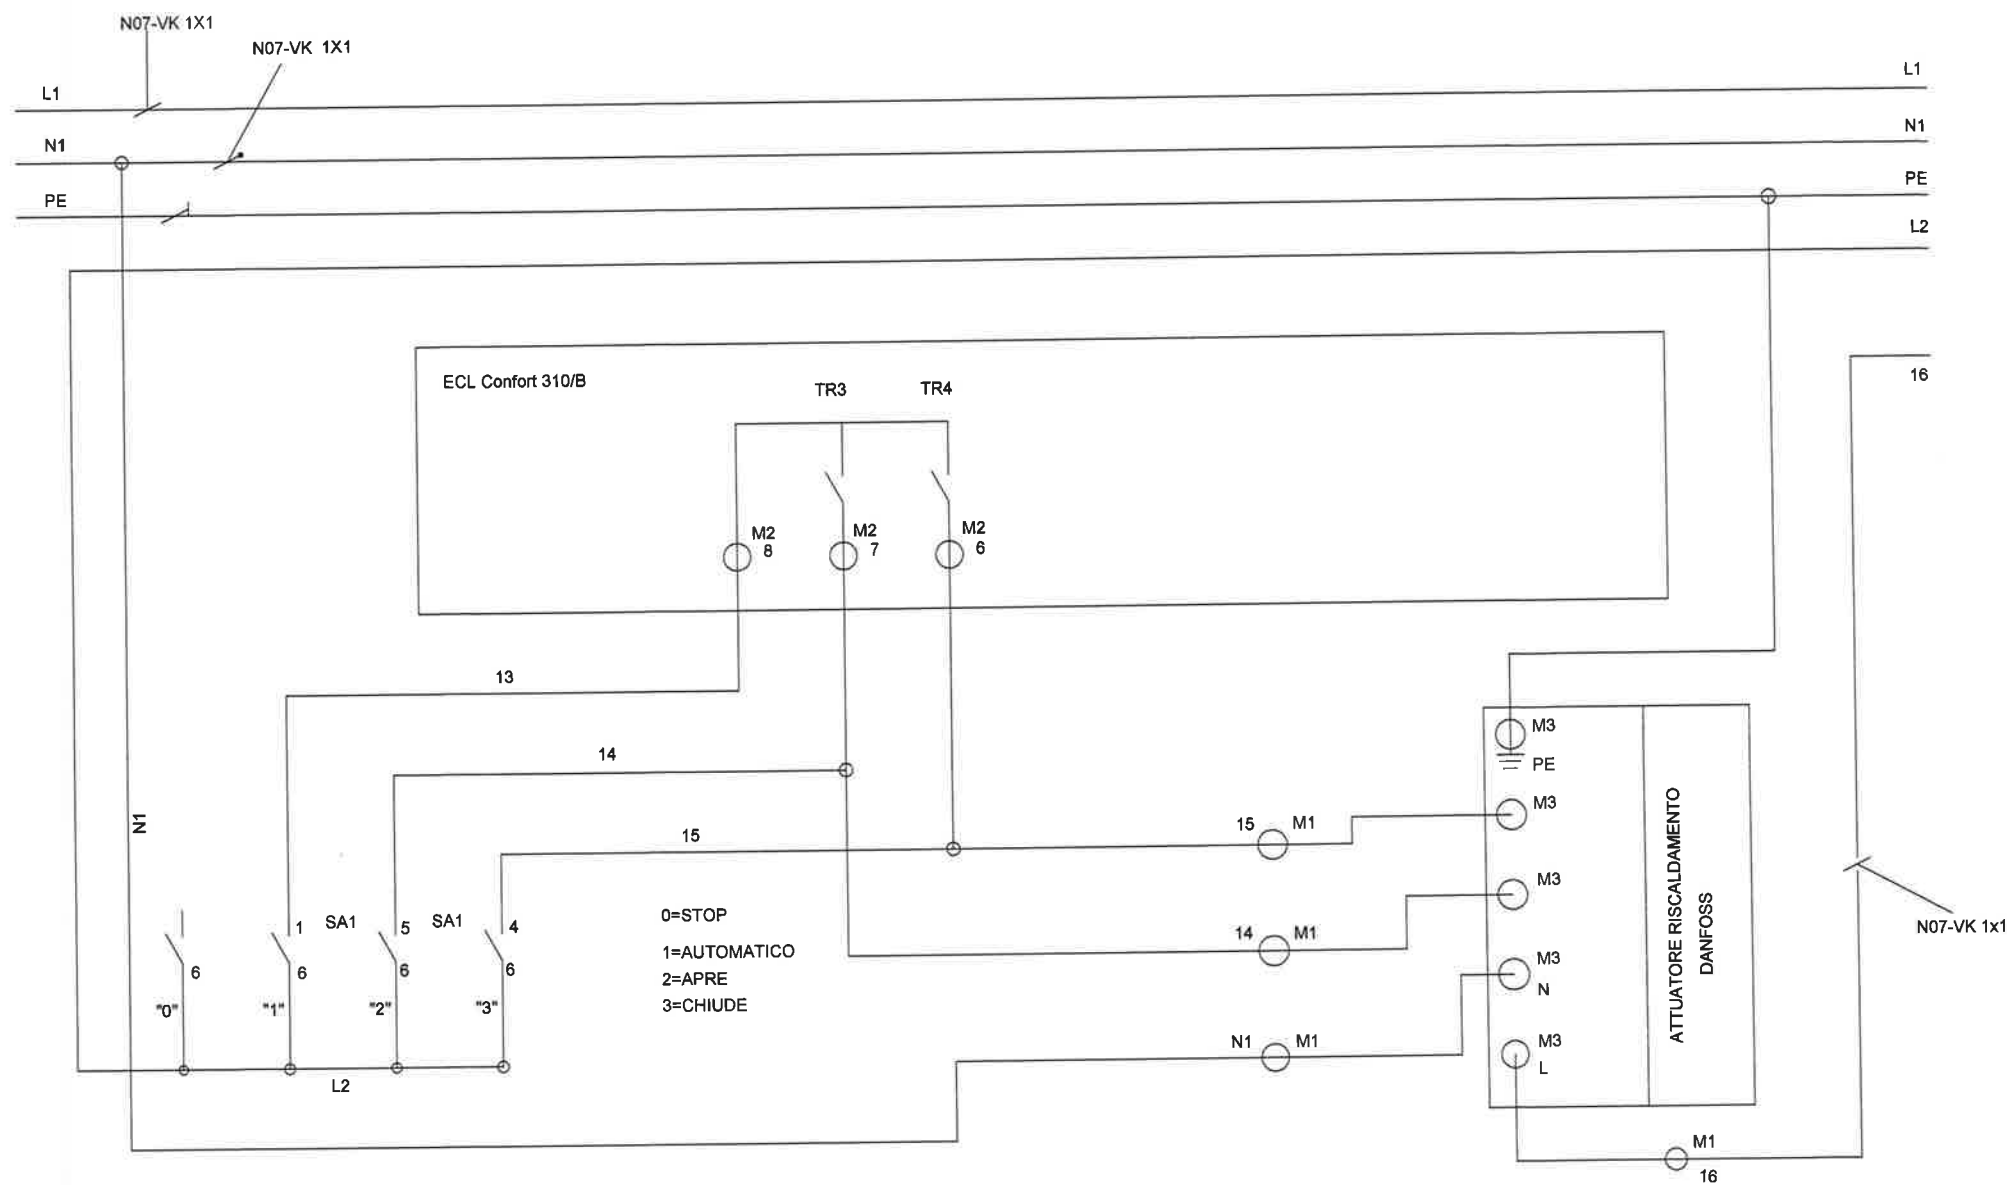 N07-VK 1X1
N07-VK 1X1
L1
L1
N1
N1
PE
PE
L2
ECL Confort 310/B
TR3
TR4
16
M2
8
M2
7
M2
6
13
14
15
N1
M3
PE
15 M1
M3
14 M1
M3
N1 M1
M3
N
M3
L
ATTUATORE RISCALDAMENTO
DANFOSS
N07-VK 1x1
1
SA1
5
SA1
4
6
6
6
6
"0"
"1"
"2"
"3"
0=STOP
1=AUTOMATICO
2=APRE
3=CHIUDE
L2
M1
16